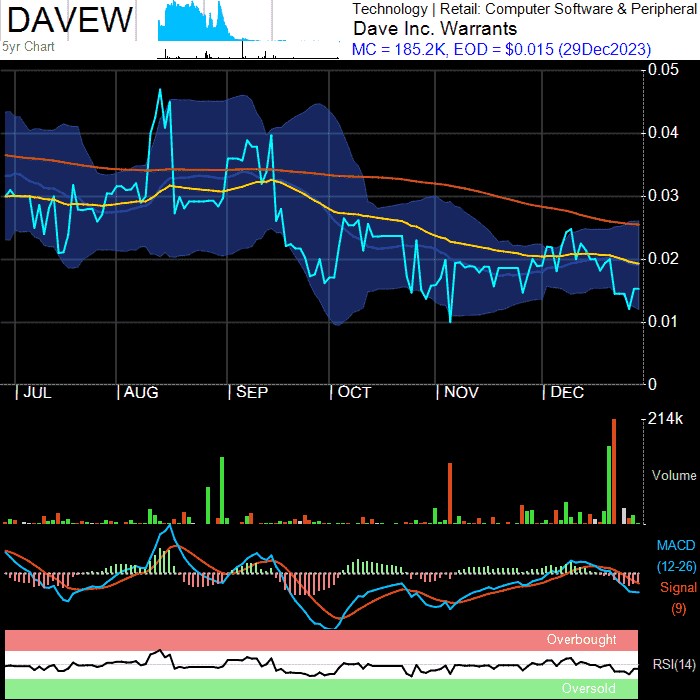 DAVEW
5yr Chart
Technology | Retail: Computer Software & Peripheral
Dave Inc. Warrants
MC = 185.2K, EOD = $0.015 (29Dec2023)
0.05
0.04
0.03
0.02
0.01
0
JUL AUG SEP OCT NOV DEC
214k
Volume
MACD
(12-26)
Signal
(9)
Overbought
RSI(14)
Oversold